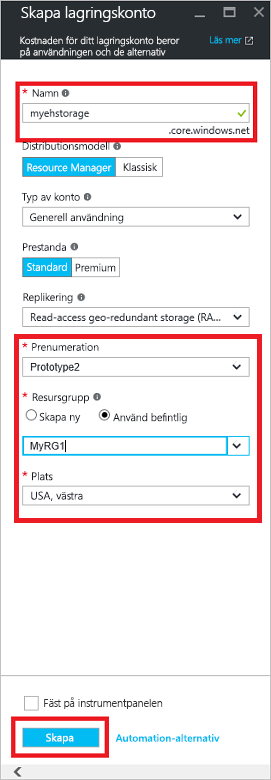 Skapa lagringskonto
Kostnaden för ditt lagringskonto beror
på användningen och de alternativ
Läs mer
* Namn
myehstorage
.core.windows.net
Distributionsmodell
Resource Manager Klassisk
Typ av konto
Generell användning
Prestanda
Standard Premium
Replikering
Read-access geo-redundant storage (RA...
* Prenumeration
Prototype2
* Resursgrupp
Skapa ny Använd befintlig
MyRG1
* Plats
USA, västra
Fäst på instrumentpanelen
Skapa Automation-alternativ